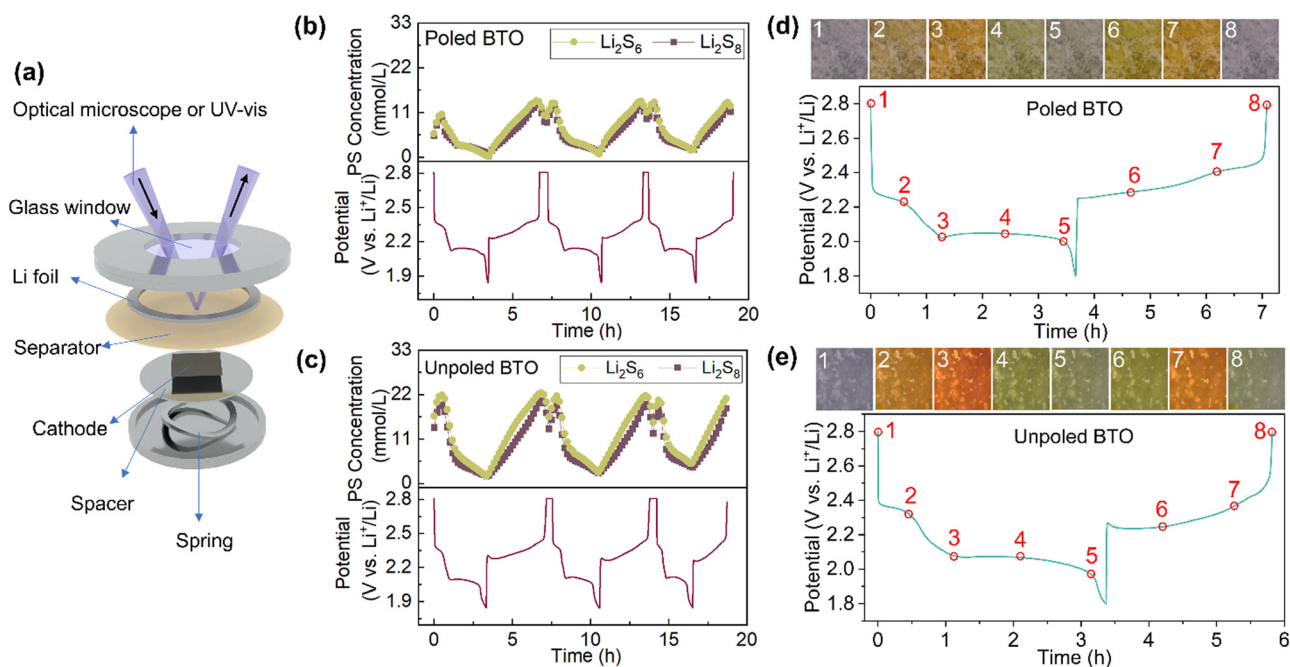 (a)
Optical microscope or UV-vis
Glass window
Li foil
Separator
Cathode
Spacer
Spring
(b)
Poled BTO
Li₂S₆
Li₂S₈
PS Concentration
(mmol/L)
33
22
11
0
Potential
(V vs. Li⁺/Li)
2.8
2.5
2.2
1.9
0 5 10 15 20
Time (h)
(c)
Unpoled BTO
Li₂S₆
Li₂S₈
PS Concentration
(mmol/L)
33
22
11
0
Potential
(V vs. Li⁺/Li)
2.8
2.5
2.2
1.9
0 5 10 15 20
Time (h)
(d)
1 2 3 4 5 6 7 8
Poled BTO
Potential (V vs. Li⁺/Li)
2.8
2.6
2.4
2.2
2.0
1.8
1 2 3 4 5 6 7 8
0 1 2 3 4 5 6 7
Time (h)
(e)
1 2 3 4 5 6 7 8
Unpoled BTO
Potential (V vs. Li⁺/Li)
2.8
2.6
2.4
2.2
2.0
1.8
1 2 3 4 5 6 7 8
0 1 2 3 4 5 6
Time (h)